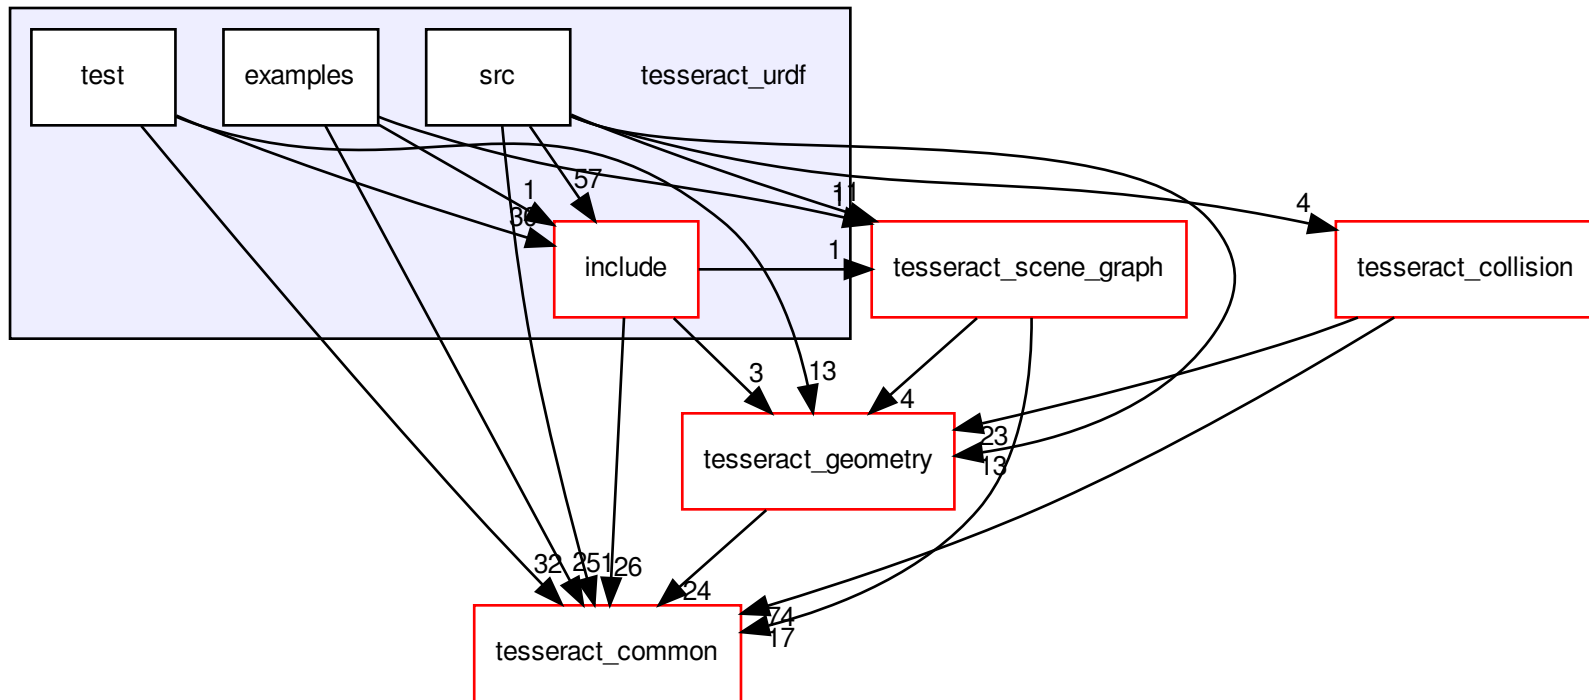 test
examples
src
tesseract_urdf
57
1
11
4
include
1
tesseract_scene_graph
tesseract_collision
3
13
4
23
tesseract_geometry
13
32
26
24
74
17
tesseract_common